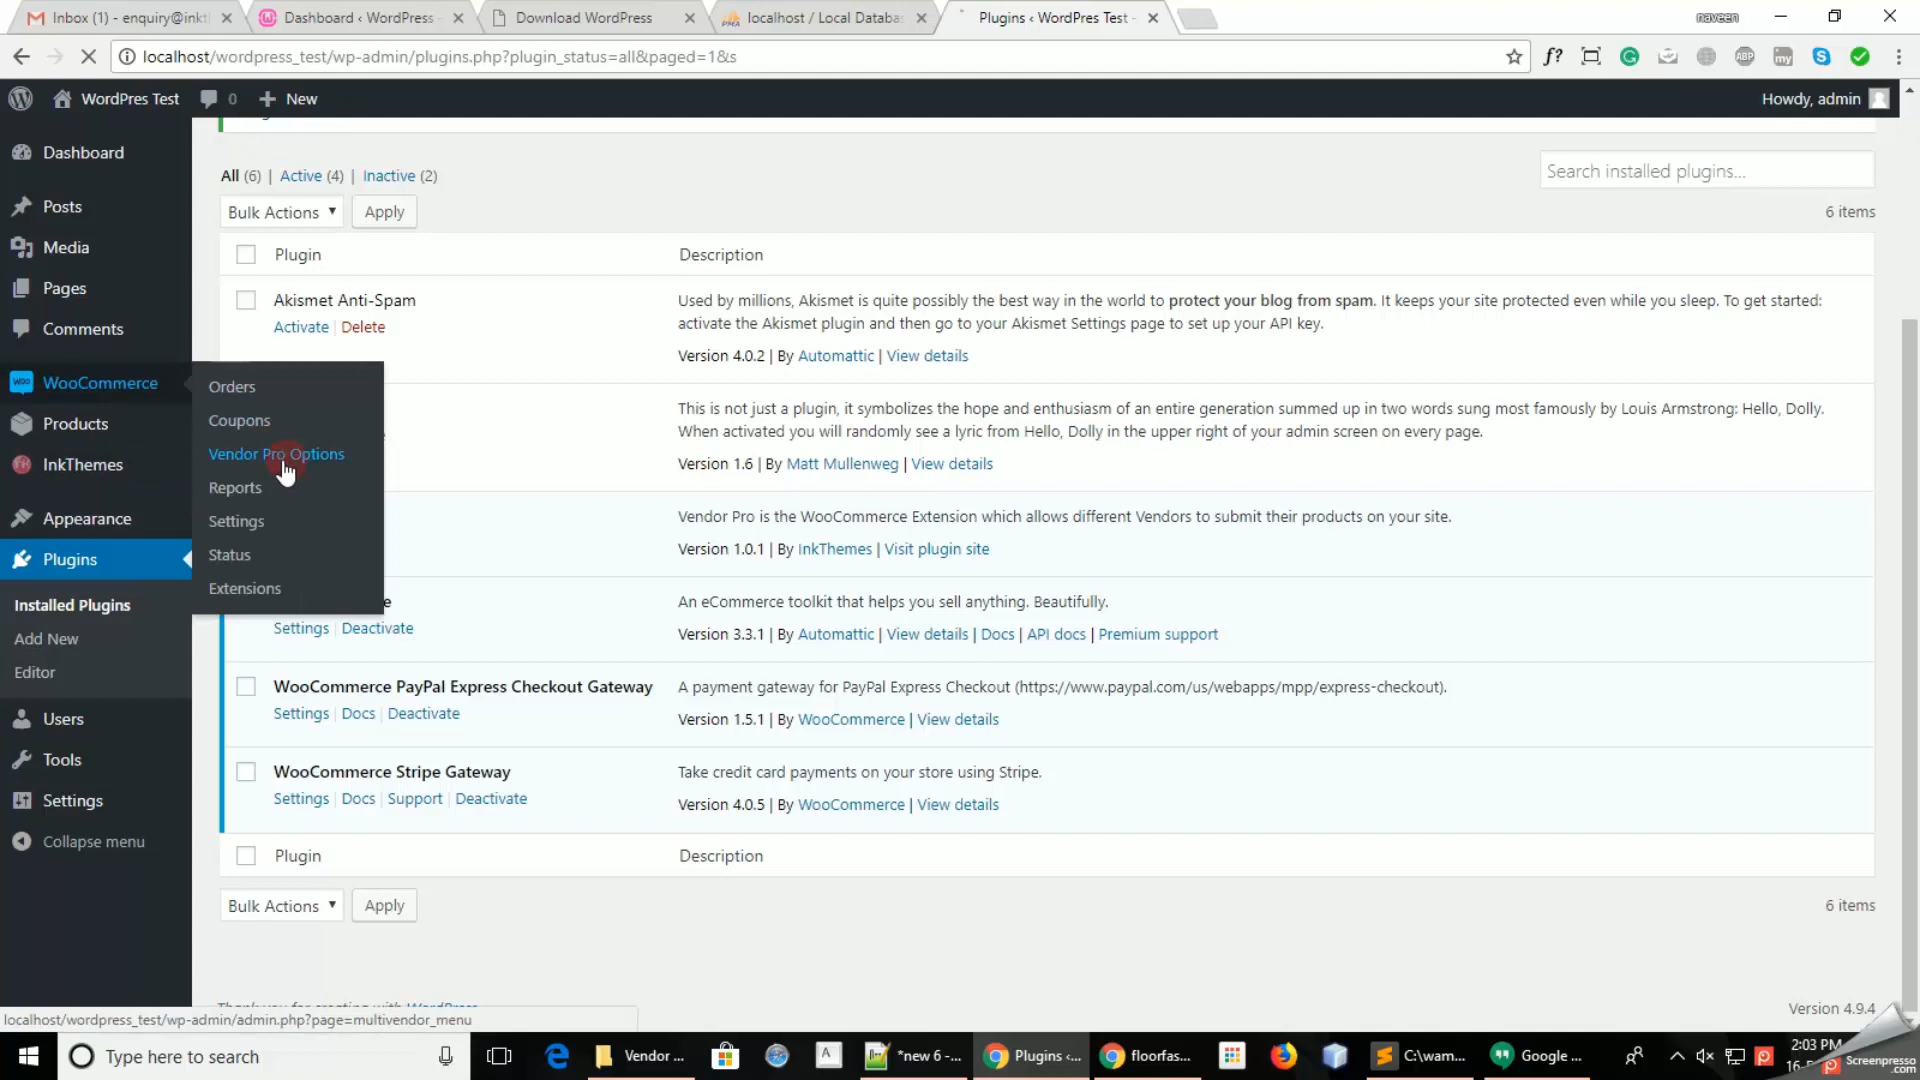 Inbox (1) - enquiry@inkt
Dashboard ‹ WordPress
Download WordPress
localhost / Local Databa
Plugins ‹ WordPres Test -
naveen
localhost/wordpress_test/wp-admin/plugins.php?plugin_status=all&paged=1&s
f?
ABP
my
WordPres Test
0
New
Howdy, admin
Dashboard
Posts
Media
Pages
Comments
WooCommerce
Products
InkThemes
Appearance
Plugins
Installed Plugins
Add New
Editor
Users
Tools
Settings
Collapse menu
Orders
Coupons
Vendor Pro Options
Reports
Settings
Status
Extensions
All (6) | Active (4) | Inactive (2)
Search installed plugins...
Bulk Actions
Apply
6 items
Plugin
Description
Akismet Anti-Spam
Activate | Delete
Used by millions, Akismet is quite possibly the best way in the world to protect your blog from spam. It keeps your site protected even while you sleep. To get started:
activate the Akismet plugin and then go to your Akismet Settings page to set up your API key.
Version 4.0.2 | By Automattic | View details
This is not just a plugin, it symbolizes the hope and enthusiasm of an entire generation summed up in two words sung most famously by Louis Armstrong: Hello, Dolly.
When activated you will randomly see a lyric from Hello, Dolly in the upper right of your admin screen on every page.
Version 1.6 | By Matt Mullenweg | View details
Vendor Pro is the WooCommerce Extension which allows different Vendors to submit their products on your site.
Version 1.0.1 | By InkThemes | Visit plugin site
e
Settings | Deactivate
An eCommerce toolkit that helps you sell anything. Beautifully.
Version 3.3.1 | By Automattic | View details | Docs | API docs | Premium support
WooCommerce PayPal Express Checkout Gateway
Settings | Docs | Deactivate
A payment gateway for PayPal Express Checkout (https://www.paypal.com/us/webapps/mpp/express-checkout).
Version 1.5.1 | By WooCommerce | View details
WooCommerce Stripe Gateway
Settings | Docs | Support | Deactivate
Take credit card payments on your store using Stripe.
Version 4.0.5 | By WooCommerce | View details
Plugin
Description
Bulk Actions
Apply
6 items
Thank you for creating with WordPress
Version 4.9.4
localhost/wordpress_test/wp-admin/admin.php?page=multivendor_menu
Type here to search
Vendor ...
*new 6 -...
Plugins ‹...
floorfas...
C:\wam...
Google ...
2:03 PM
Screenpresso
.com